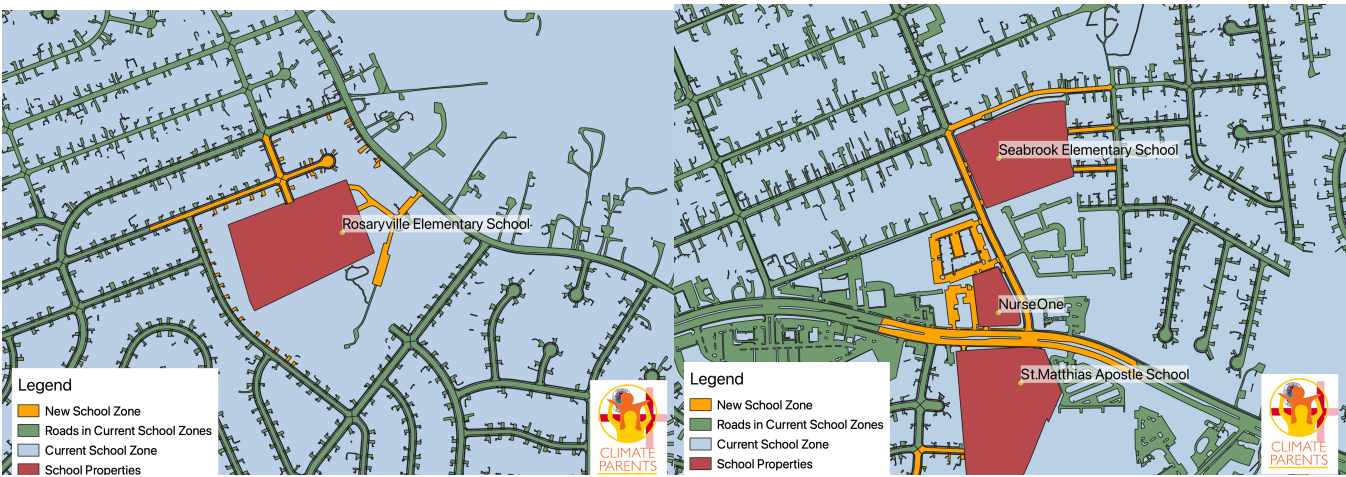 Rosaryville Elementary School
Legend
New School Zone
Roads in Current School Zones
Current School Zone
School Properties
CLIMATE
PARENTS
Seabrook Elementary School
NurseOne
St.Matthias Apostle School
Legend
New School Zone
Roads in Current School Zones
Current School Zone
School Properties
CLIMATE
PARENTS